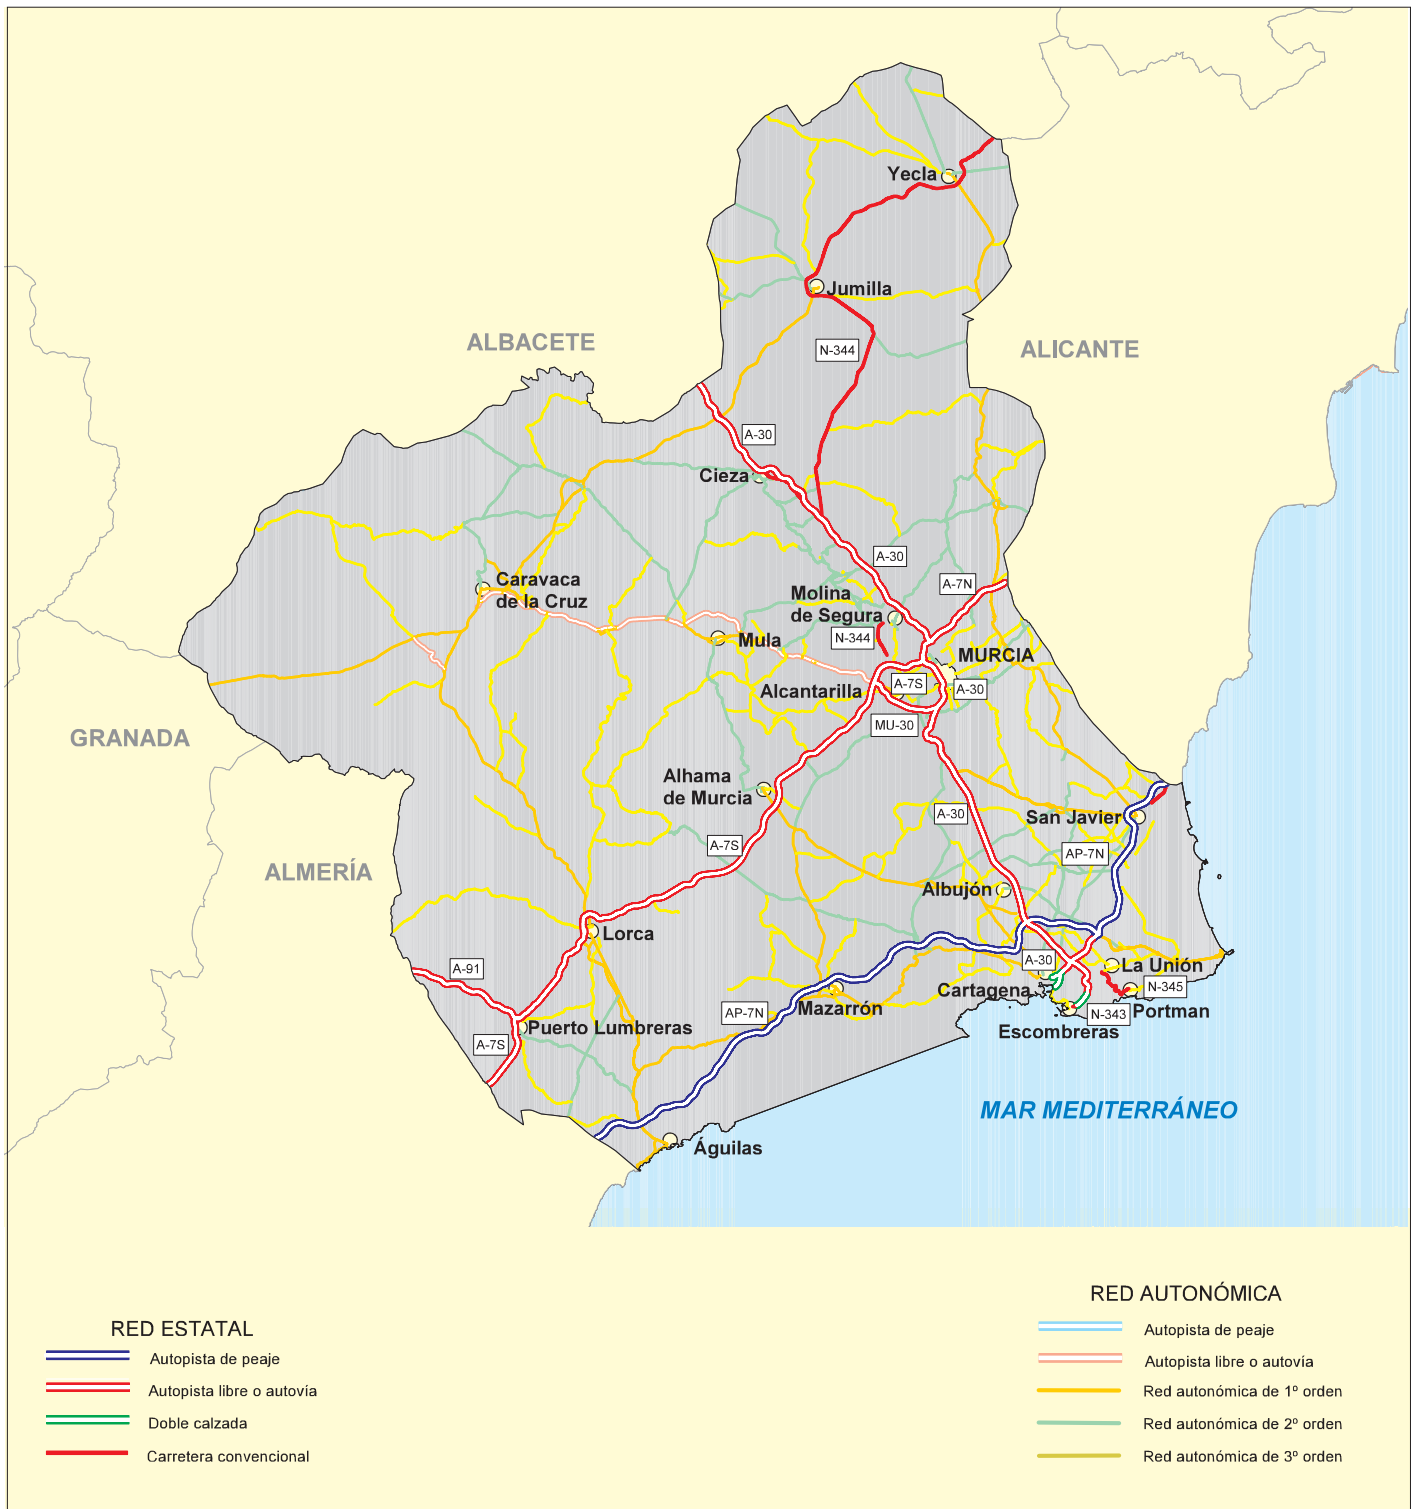 Yecla
Jumilla
ALBACETE
N-344
ALICANTE
A-30
Cieza
A-30
Caravaca
de la Cruz
A-7N
Molina
de Segura
N-344
Mula
MURCIA
A-7S
Alcantarilla
A-30
MU-30
GRANADA
Alhama
de Murcia
A-30
San Javier
A-7S
AP-7N
ALMERÍA
Albujón
Lorca
A-91
A-30
La Unión
Cartagena
N-345
Mazarrón
AP-7N
N-343
Portman
Puerto Lumbreras
Escombreras
A-7S
MAR MEDITERRÁNEO
Águilas
RED ESTATAL
Autopista de peaje
Autopista libre o autovía
Doble calzada
Carretera convencional
RED AUTONÓMICA
Autopista de peaje
Autopista libre o autovía
Red autonómica de 1º orden
Red autonómica de 2º orden
Red autonómica de 3º orden